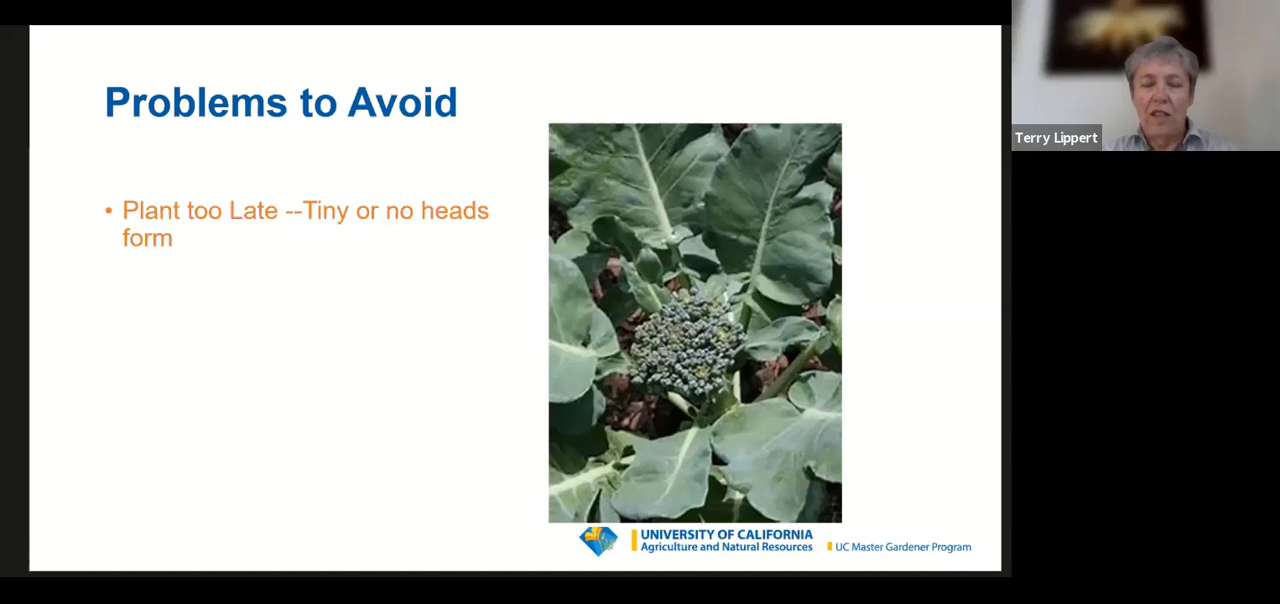 Problems to Avoid
• Plant too Late --Tiny or no heads
form
Terry Lippert
UNIVERSITY OF CALIFORNIA
Agriculture and Natural Resources
UC Master Gardener Program